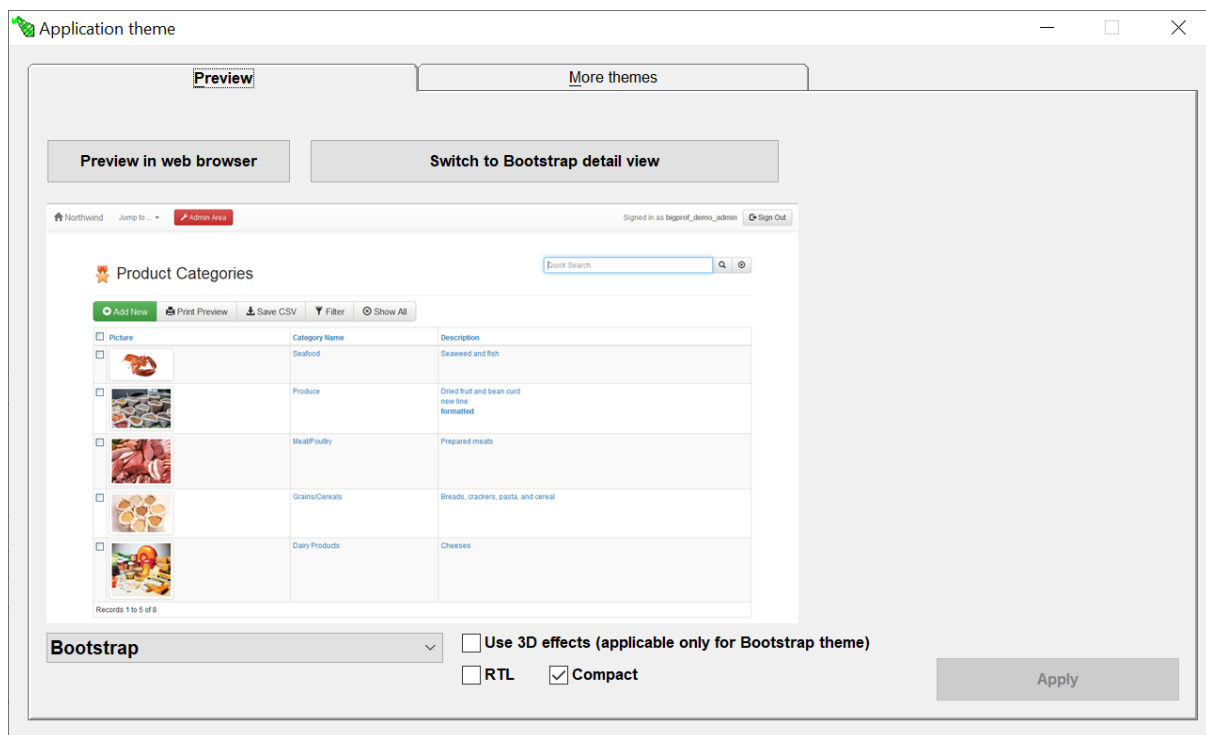 Application theme
Preview
More themes
Preview in web browser
Switch to Bootstrap detail view
Northwind Jump to ... Admin Area Signed in as bigprof_demo_admin Sign Out
Product Categories
Quick Search
Add New Print Preview Save CSV Filter Show All
Picture Category Name Description
Seafood Seaweed and fish
Produce Dried fruit and bean curd
new line
formatted
Meat/Poultry Prepared meats
Grains/Cereals Breads, crackers, pasta, and cereal
Dairy Products Cheeses
Records 1 to 5 of 8
Bootstrap
Use 3D effects (applicable only for Bootstrap theme)
RTL Compact
Apply